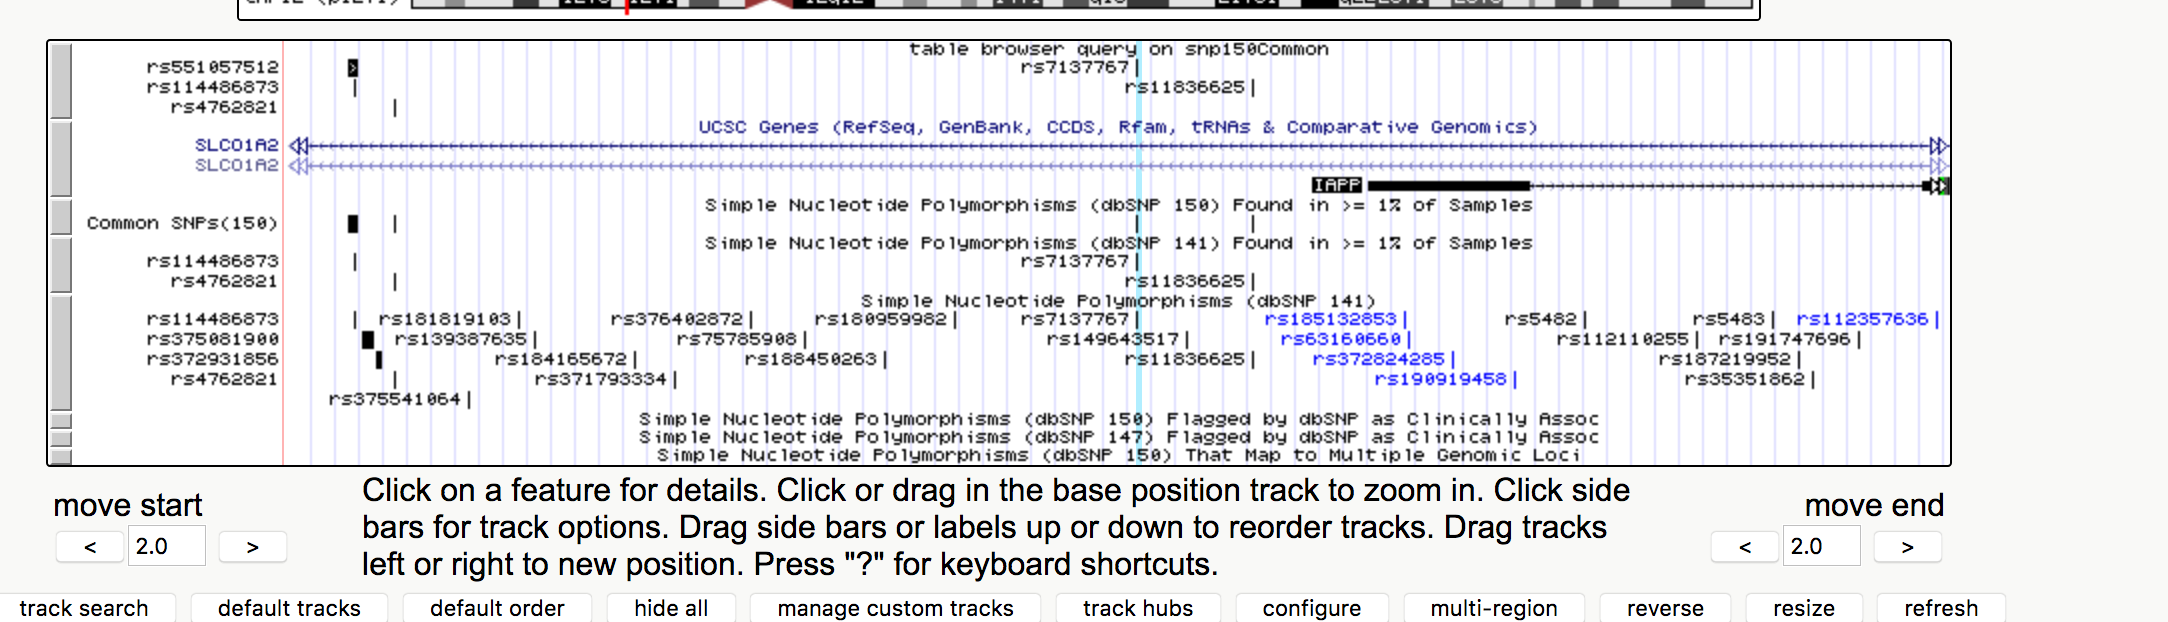 table browser query on snp150Common
rs551057512 rs7137767
rs114486873 rs11836625
rs4762821
UCSC Genes (RefSeq, GenBank, CCDS, Rfam, tRNAs & Comparative Genomics)
SLCO1A2
SLCO1A2
IAPP
Simple Nucleotide Polymorphisms (dbSNP 150) Found in >= 1% of Samples
Common SNPs(150)
Simple Nucleotide Polymorphisms (dbSNP 141) Found in >= 1% of Samples
rs114486873 rs7137767
rs4762821 rs11836625
Simple Nucleotide Polymorphisms (dbSNP 141)
rs114486873 rs181819103 rs376402872 rs180959982 rs7137767 rs185132853 rs5482 rs5483 rs112357636
rs375081900 rs139387635 rs75785908 rs149643517 rs63160660 rs112110255 rs191747696
rs372931856 rs184165672 rs188450263 rs11836625 rs372824285 rs187219952
rs4762821 rs371793334 rs190919458 rs35351862
rs375541064
Simple Nucleotide Polymorphisms (dbSNP 150) Flagged by dbSNP as Clinically Assoc
Simple Nucleotide Polymorphisms (dbSNP 147) Flagged by dbSNP as Clinically Assoc
Simple Nucleotide Polymorphisms (dbSNP 150) That Map to Multiple Genomic Loci
move start
< 2.0 >
Click on a feature for details. Click or drag in the base position track to zoom in. Click side
bars for track options. Drag side bars or labels up or down to reorder tracks. Drag tracks
left or right to new position. Press "?" for keyboard shortcuts.
move end
< 2.0 >
track search default tracks default order hide all manage custom tracks track hubs configure multi-region reverse resize refresh